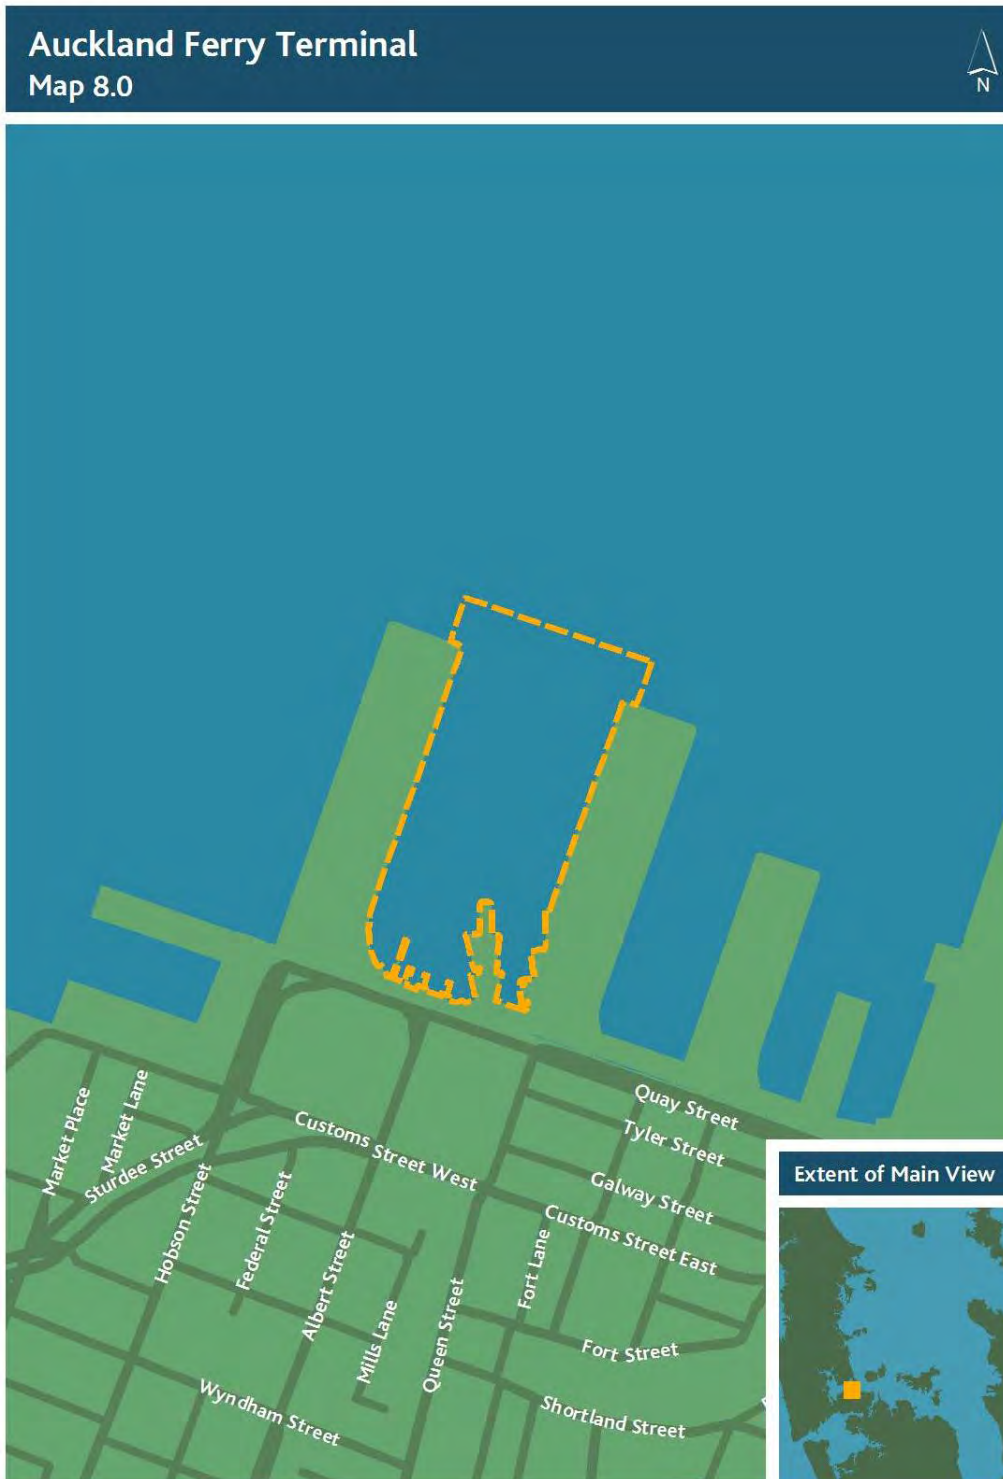 Auckland Ferry Terminal
Map 8.0
N
Market Place
Market Lane
Sturdee Street
Hobson Street
Federal Street
Customs Street West
Albert Street
Mills Lane
Queen Street
Fort Lane
Quay Street
Tyler Street
Galway Street
Customs Street East
Fort Street
Shortland Street
Wyndham Street
Extent of Main View